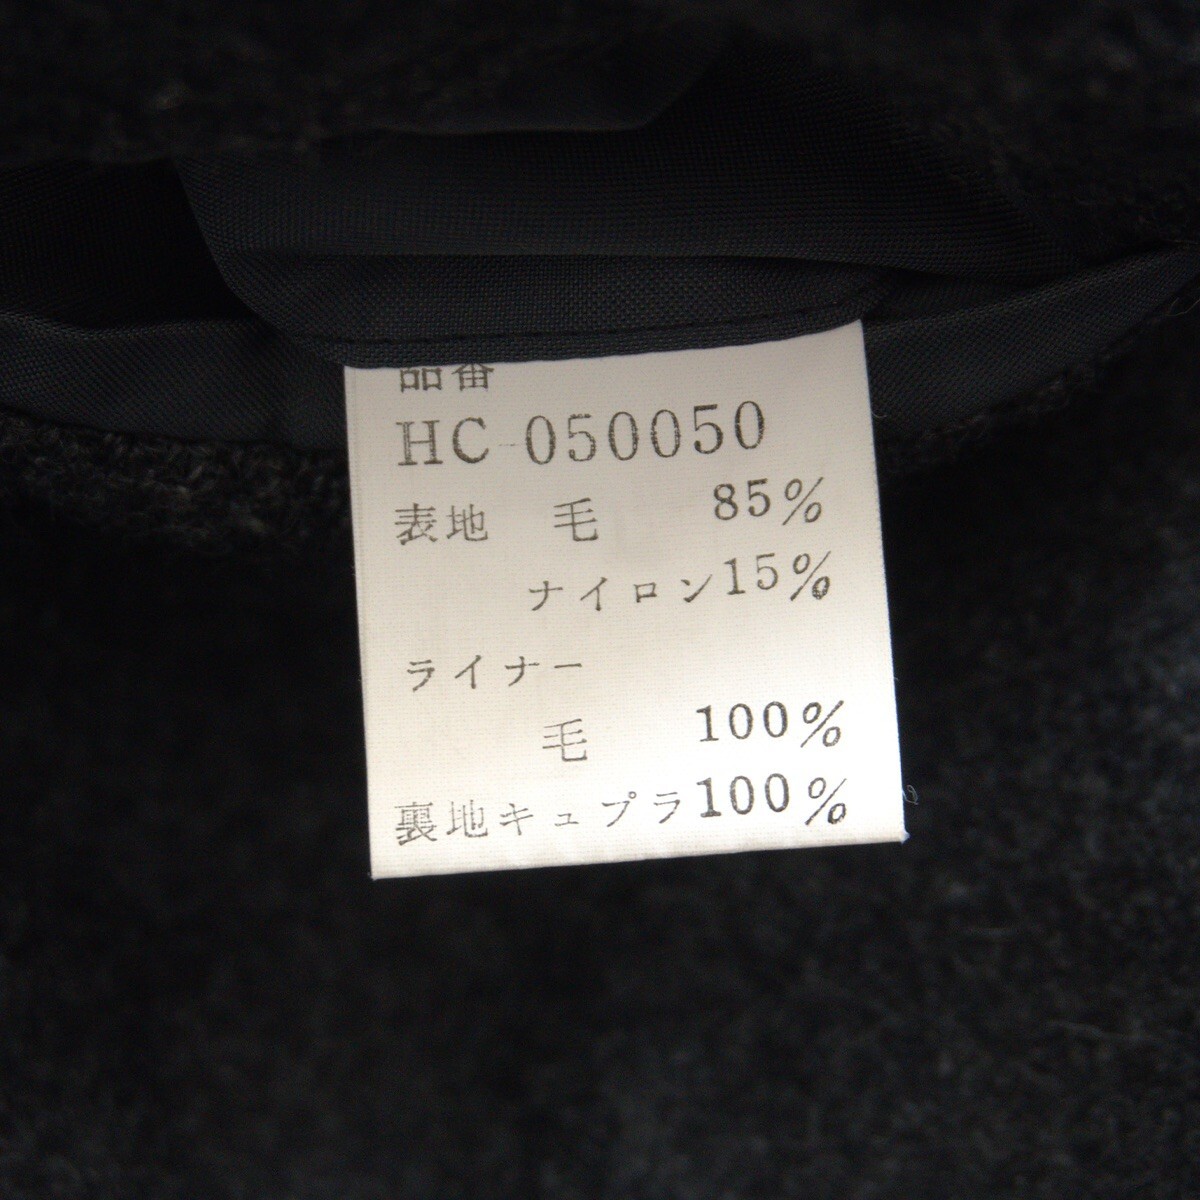 品番
HC-050050
表地 毛 85%
ナイロン15%
ライナー
毛 100%
裏地キュプラ100%